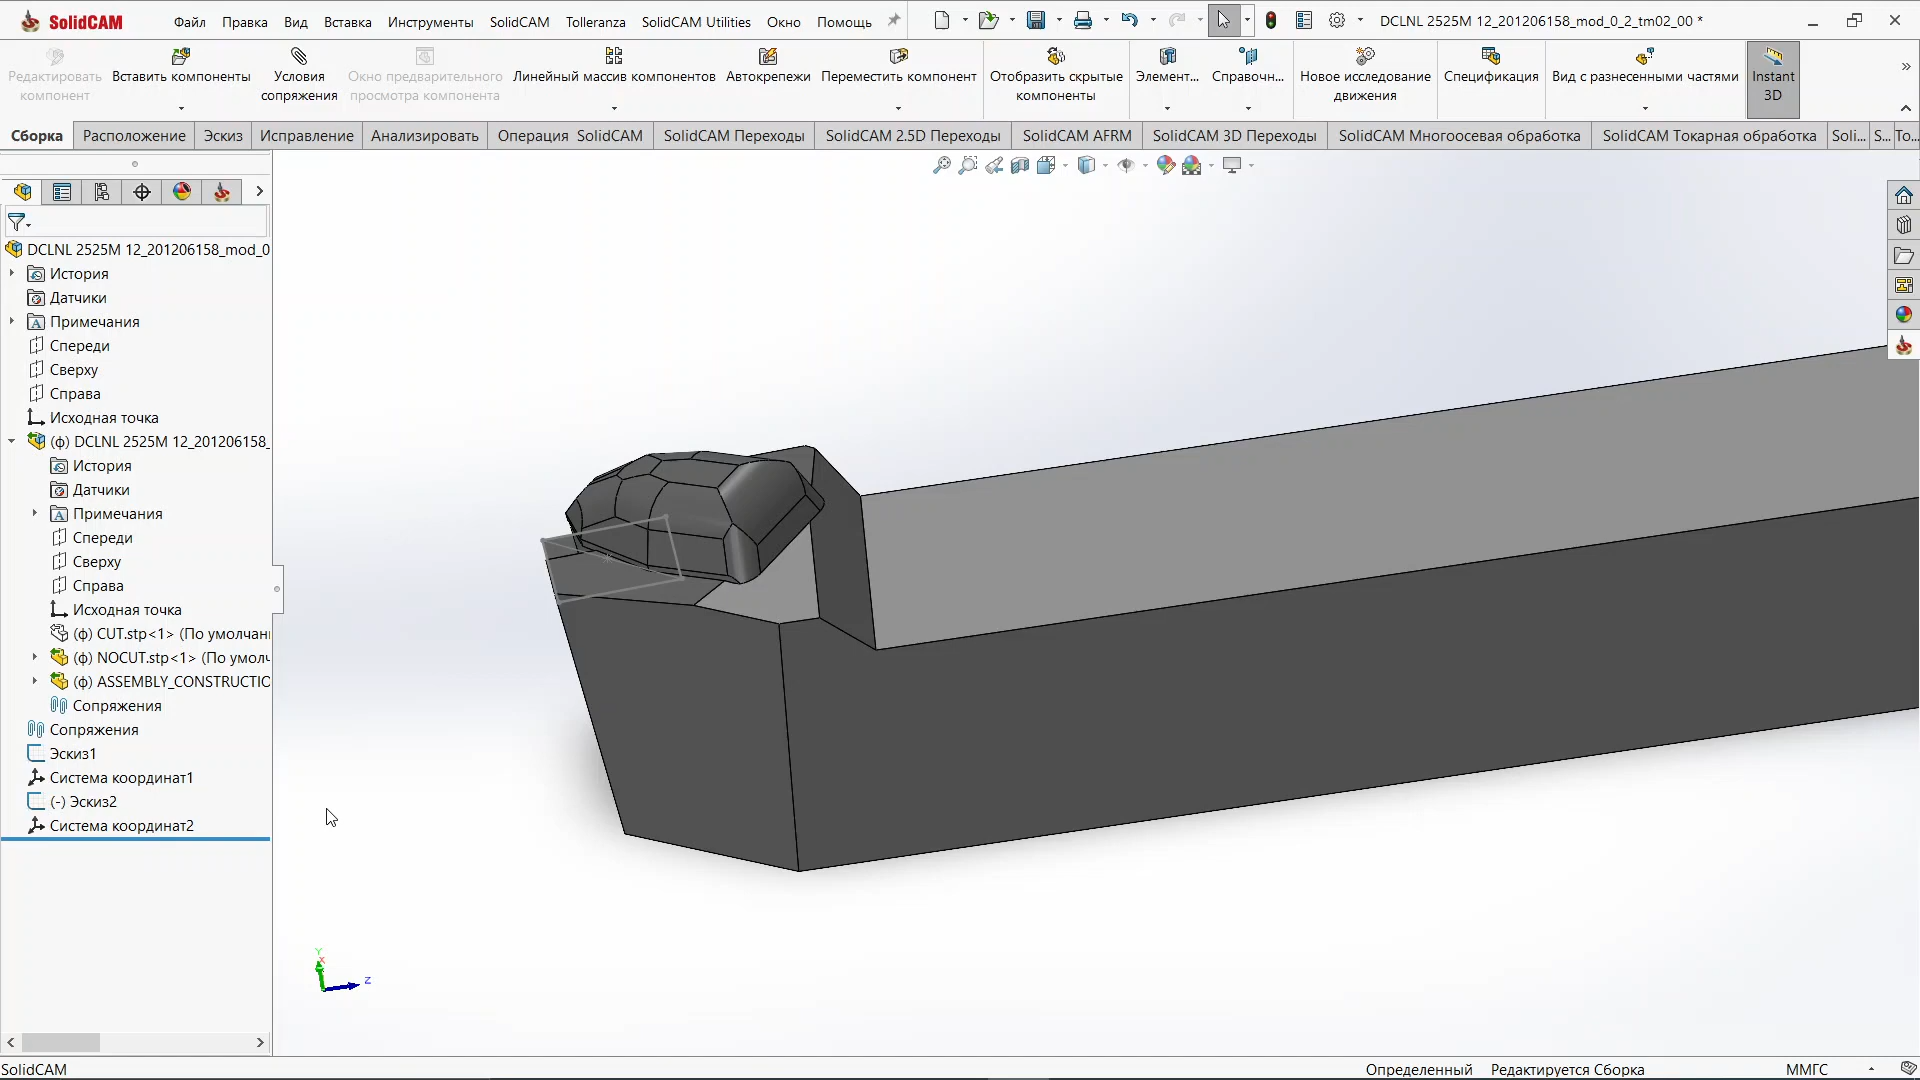 SolidCAM Файл Правка Вид Вставка Инструменты SolidCAM Tolleranza SolidCAM Utilities Окно Помощь DCLNL 2525M 12_201206158_mod_0_2_tm02_00 *
Редактировать компонент
Вставить компоненты
Условия сопряжения
Окно предварительного просмотра компонента
Линейный массив компонентов
Автокрепежи
Переместить компонент
Отобразить скрытые компоненты
Элемент...
Справочн...
Новое исследование движения
Спецификация
Вид с разнесенными частями
Instant 3D
Сборка Расположение Эскиз Исправление Анализировать Операция SolidCAM SolidCAM Переходы SolidCAM 2.5D Переходы SolidCAM AFRM SolidCAM 3D Переходы SolidCAM Многоосевая обработка SolidCAM Токарная обработка Soli... S... To...
DCLNL 2525M 12_201206158_mod_0
История
Датчики
Примечания
Спереди
Сверху
Справа
Исходная точка
(ф) DCLNL 2525M 12_201206158_
История
Датчики
Примечания
Спереди
Сверху
Справа
Исходная точка
(ф) CUT.stp<1> (По умолчан
(ф) NOCUT.stp<1> (По умолч
(ф) ASSEMBLY_CONSTRUCTIO
Сопряжения
Сопряжения
Эскиз1
Система координат1
(-) Эскиз2
Система координат2
Y
X
Z
SolidCAM Определенный Редактируется Сборка ММГС